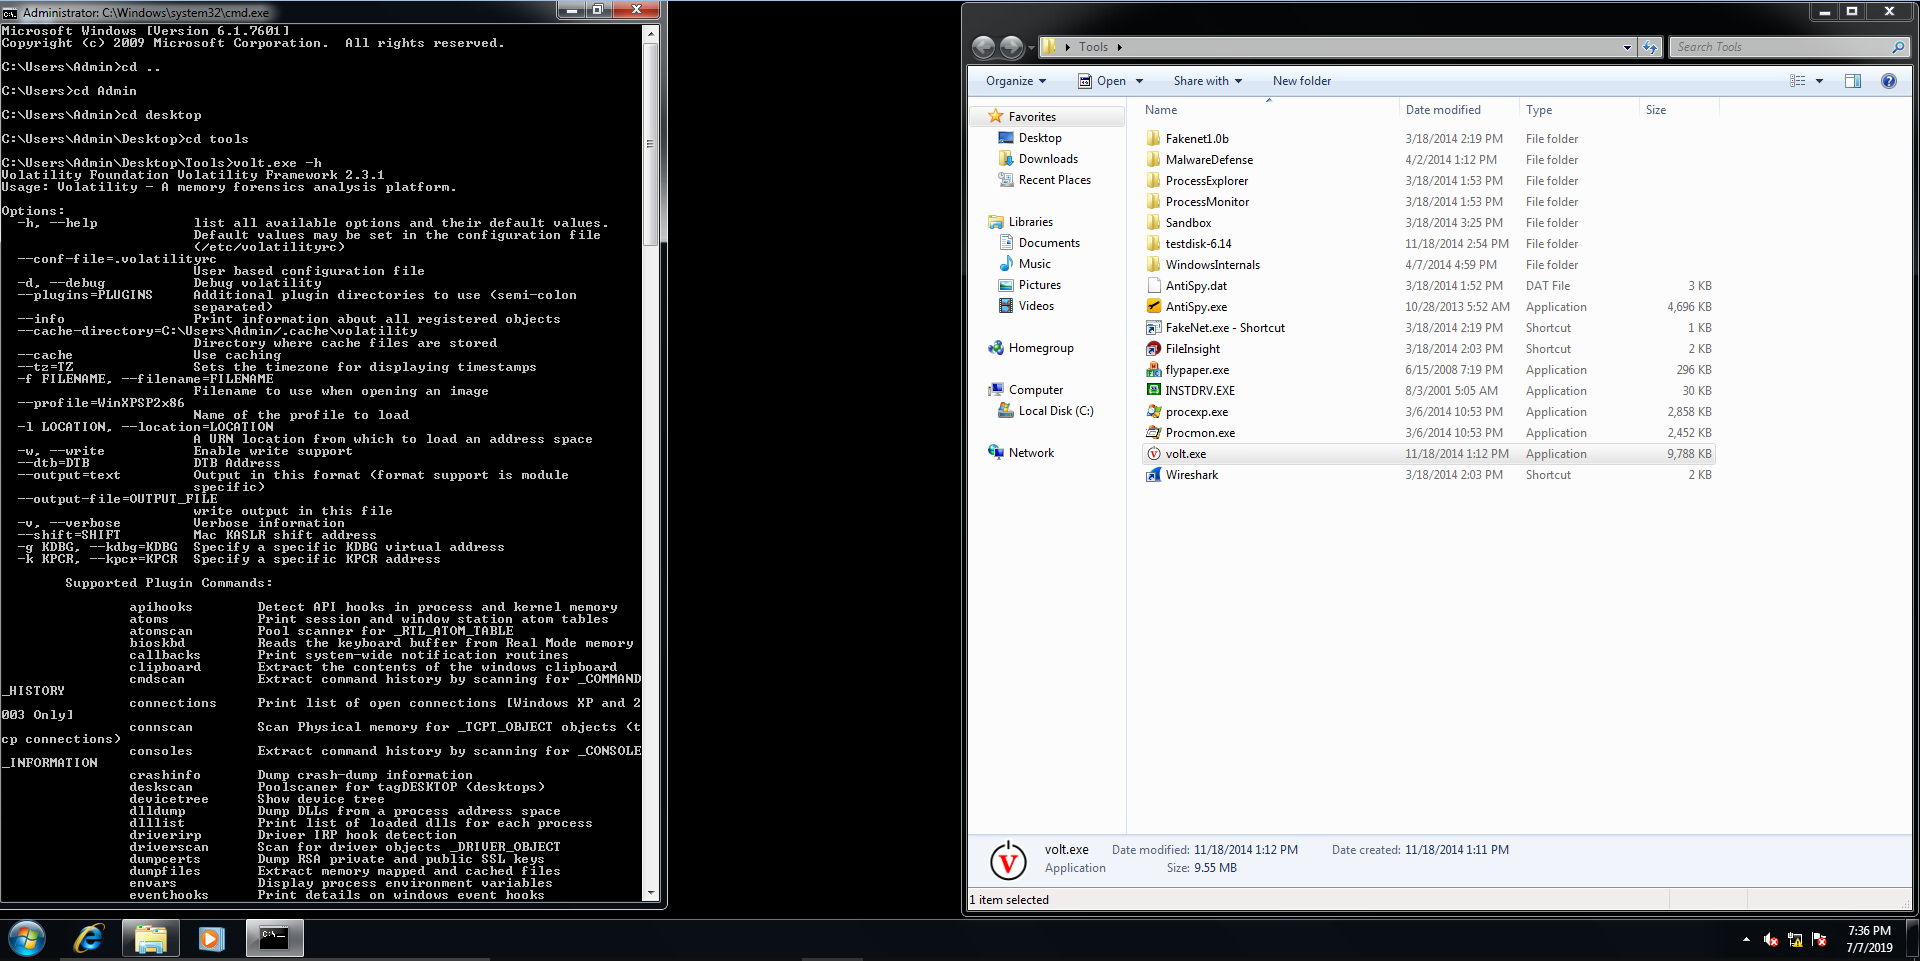 Administrator: C:\Windows\system32\cmd.exe
Microsoft Windows [Version 6.1.7601]
Copyright (c) 2009 Microsoft Corporation.  All rights reserved.
C:\Users\Admin>cd ..
C:\Users>cd Admin
C:\Users\Admin>cd desktop
C:\Users\Admin\Desktop>cd tools
C:\Users\Admin\Desktop\Tools>volt.exe -h
Volatility Foundation Volatility Framework 2.3.1
Usage: Volatility - A memory forensics analysis platform.
Options:
-h, --help list all available options and their default values.
Default values may be set in the configuration file
(/etc/volatilityrc)
--conf-file=.volatilityrc
User based configuration file
-d, --debug Debug volatility
--plugins=PLUGINS Additional plugin directories to use (semi-colon
separated)
--info Print information about all registered objects
--cache-directory=C:\Users\Admin/.cache\volatility
Directory where cache files are stored
--cache Use caching
--tz=TZ Sets the timezone for displaying timestamps
-f FILENAME, --filename=FILENAME
Filename to use when opening an image
--profile=WinXPSP2x86
Name of the profile to load
-l LOCATION, --location=LOCATION
A URN location from which to load an address space
-w, --write Enable write support
--dtb=DTB DTB Address
--output=text Output in this format (format support is module
specific)
--output-file=OUTPUT_FILE
write output in this file
-v, --verbose Verbose information
--shift=SHIFT Mac KASLR shift address
-g KDBG, --kdbg=KDBG Specify a specific KDBG virtual address
-k KPCR, --kpcr=KPCR Specify a specific KPCR address
Supported Plugin Commands:
apihooks Detect API hooks in process and kernel memory
atoms Print session and window station atom tables
atomscan Pool scanner for _RTL_ATOM_TABLE
bioskbd Reads the keyboard buffer from Real Mode memory
callbacks Print system-wide notification routines
clipboard Extract the contents of the windows clipboard
cmdscan Extract command history by scanning for _COMMAND
_HISTORY
connections Print list of open connections [Windows XP and 2
003 Only]
connscan Scan Physical memory for _TCPT_OBJECT objects (t
cp connections)
consoles Extract command history by scanning for _CONSOLE
_INFORMATION
crashinfo Dump crash-dump information
deskscan Poolscaner for tagDESKTOP (desktops)
devicetree Show device tree
dlldump Dump DLLs from a process address space
dlllist Print list of loaded dlls for each process
driverirp Driver IRP hook detection
driverscan Scan for driver objects _DRIVER_OBJECT
dumpcerts Dump RSA private and public SSL keys
dumpfiles Extract memory mapped and cached files
envars Display process environment variables
eventhooks Print details on windows event hooks
Tools
Search Tools
Organize Open Share with New folder
Favorites
Desktop
Downloads
Recent Places
Libraries
Documents
Music
Pictures
Videos
Homegroup
Computer
Local Disk (C:)
Network
Name Date modified Type Size
Fakenet1.0b 3/18/2014 2:19 PM File folder
MalwareDefense 4/2/2014 1:12 PM File folder
ProcessExplorer 3/18/2014 1:53 PM File folder
ProcessMonitor 3/18/2014 1:53 PM File folder
Sandbox 3/18/2014 3:25 PM File folder
testdisk-6.14 11/18/2014 2:54 PM File folder
WindowsInternals 4/7/2014 4:59 PM File folder
AntiSpy.dat 3/18/2014 1:52 PM DAT File 3 KB
AntiSpy.exe 10/28/2013 5:52 AM Application 4,696 KB
FakeNet.exe - Shortcut 3/18/2014 2:19 PM Shortcut 1 KB
FileInsight 3/18/2014 2:03 PM Shortcut 2 KB
flypaper.exe 6/15/2008 7:19 PM Application 296 KB
INSTDRV.EXE 8/3/2001 5:05 AM Application 30 KB
procexp.exe 3/6/2014 10:53 PM Application 2,858 KB
Procmon.exe 3/6/2014 10:53 PM Application 2,452 KB
volt.exe 11/18/2014 1:12 PM Application 9,788 KB
Wireshark 3/18/2014 2:03 PM Shortcut 2 KB
V
volt.exe Date modified: 11/18/2014 1:12 PM Date created: 11/18/2014 1:11 PM
Application Size: 9.55 MB
1 item selected
7:36 PM
7/7/2019